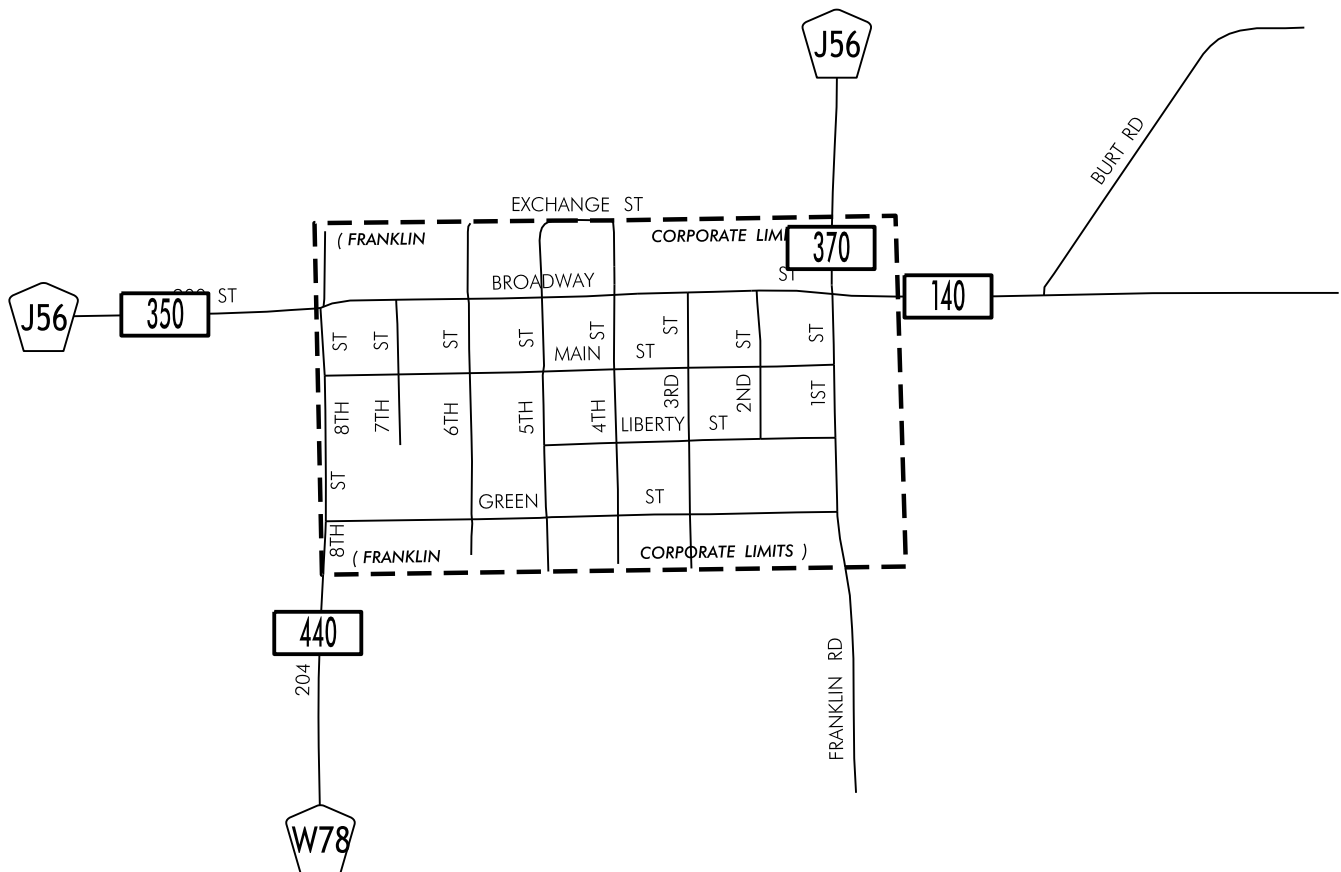 J56
EXCHANGE ST
BURT RD
( FRANKLIN CORPORATE LIMI
370
ST
BROADWAY
140
J56
350
ST
ST
ST
ST
ST
ST
ST
ST
ST
MAIN ST
8TH
7TH
6TH
5TH
4TH
3RD
2ND
1ST
LIBERTY ST
ST
GREEN ST
8TH
( FRANKLIN CORPORATE LIMITS )
440
204
FRANKLIN RD
W78